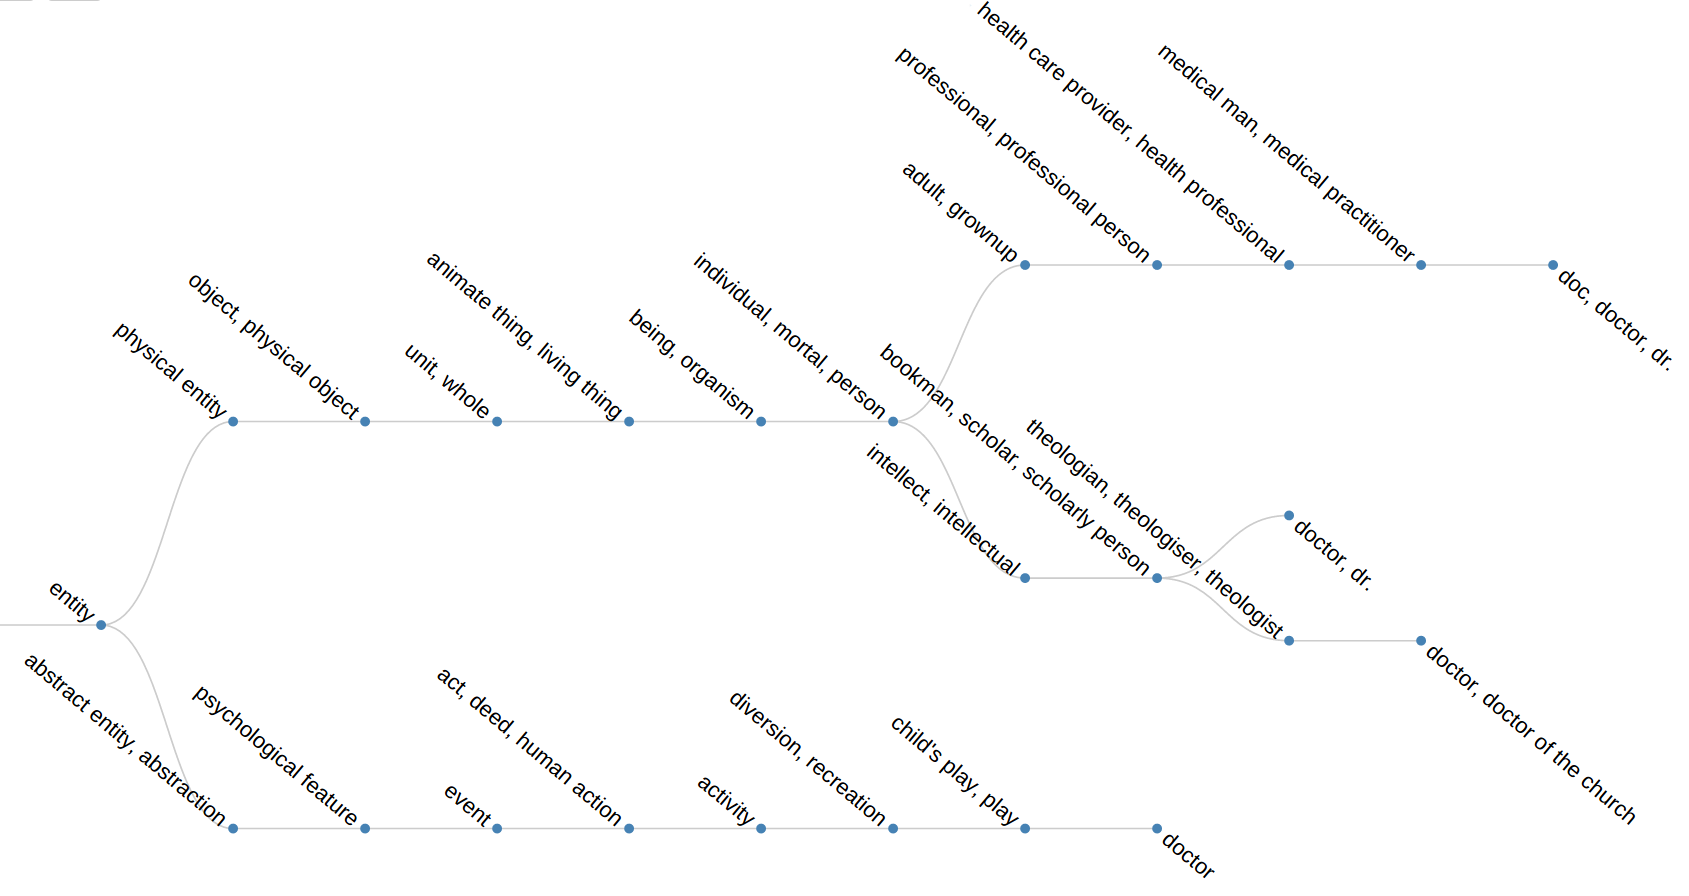 entity
physical entity
object, physical object
unit, whole
animate thing, living thing
being, organism
individual, mortal, person
adult, grownup
professional, professional person
health care provider, health professional
medical man, medical practitioner
doc, doctor, dr.
intellect, intellectual
bookman, scholar, scholarly person
doctor, dr.
theologian, theologiser, theologist
doctor, doctor of the church
abstract entity, abstraction
psychological feature
event
act, deed, human action
activity
diversion, recreation
child's play, play
doctor